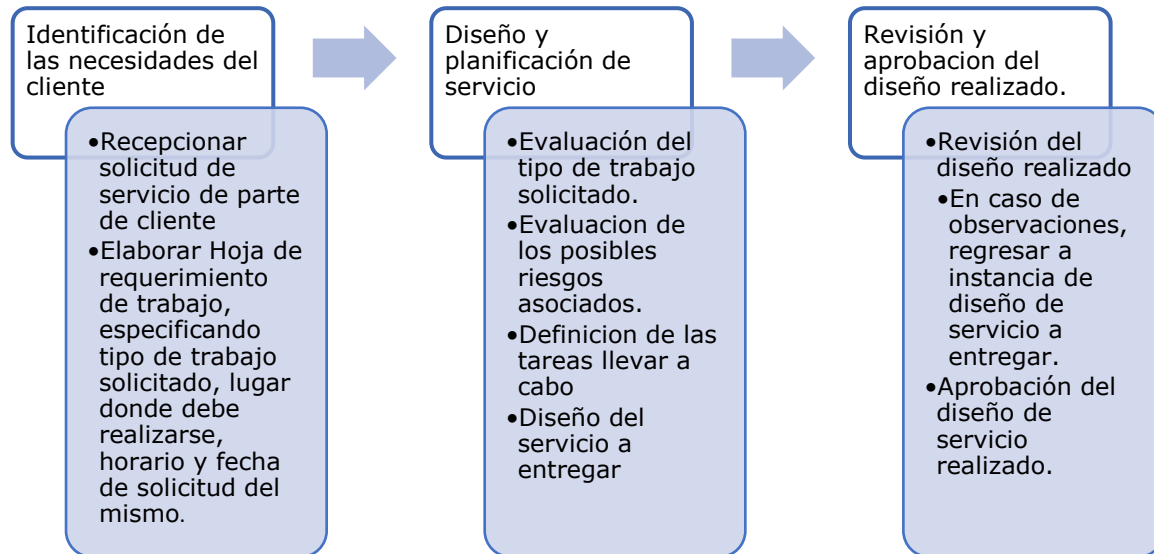 Identificación de
las necesidades del
cliente
•Recepcionar
solicitud de
servicio de parte
de cliente
•Elaborar Hoja de
requerimiento
de trabajo,
especificando
tipo de trabajo
solicitado, lugar
donde debe
realizarse,
horario y fecha
de solicitud del
mismo.
Diseño y
planificación de
servicio
•Evaluación del
tipo de trabajo
solicitado.
•Evaluacion de
los posibles
riesgos
asociados.
•Definicion de las
tareas llevar a
cabo
•Diseño del
servicio a
entregar
Revisión y
aprobacion del
diseño realizado.
•Revisión del
diseño realizado
•En caso de
observaciones,
regresar a
instancia de
diseño de
servicio a
entregar.
•Aprobación del
diseño de
servicio
realizado.